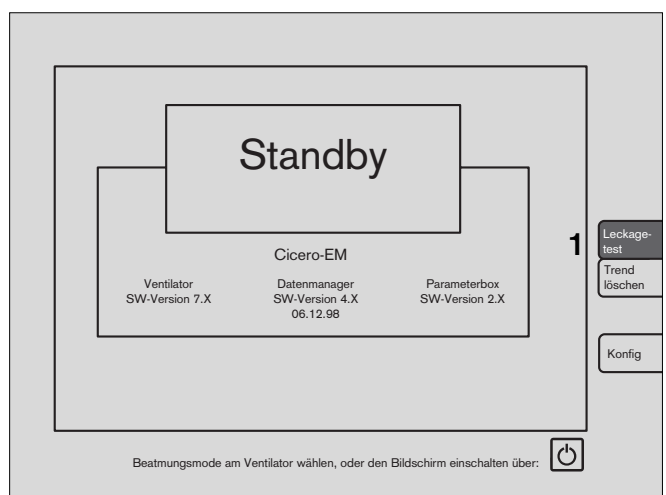 Standby
Cicero-EM
Ventilator
SW-Version 7.X
Datenmanager
SW-Version 4.X
06.12.98
Parameterbox
SW-Version 2.X
1
Leckage-
test
Trend
löschen
Konfig
Beatmungsmode am Ventilator wählen, oder den Bildschirm einschalten über: